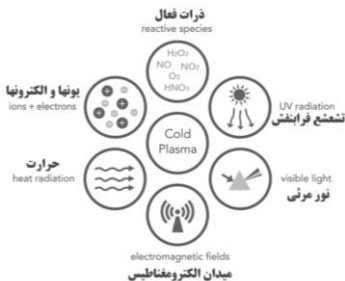 ذرات فعال
reactive species
H₂O₂
NO NO₂
O₃
HNO₃
یونها و الکترونها
ions + electrons
UV radiation
تشعشع فرابنفش
Cold
Plasma
حرارت
heat radiation
visible light
نور مرئی
electromagnetic fields
میدان الکترومغناطیس